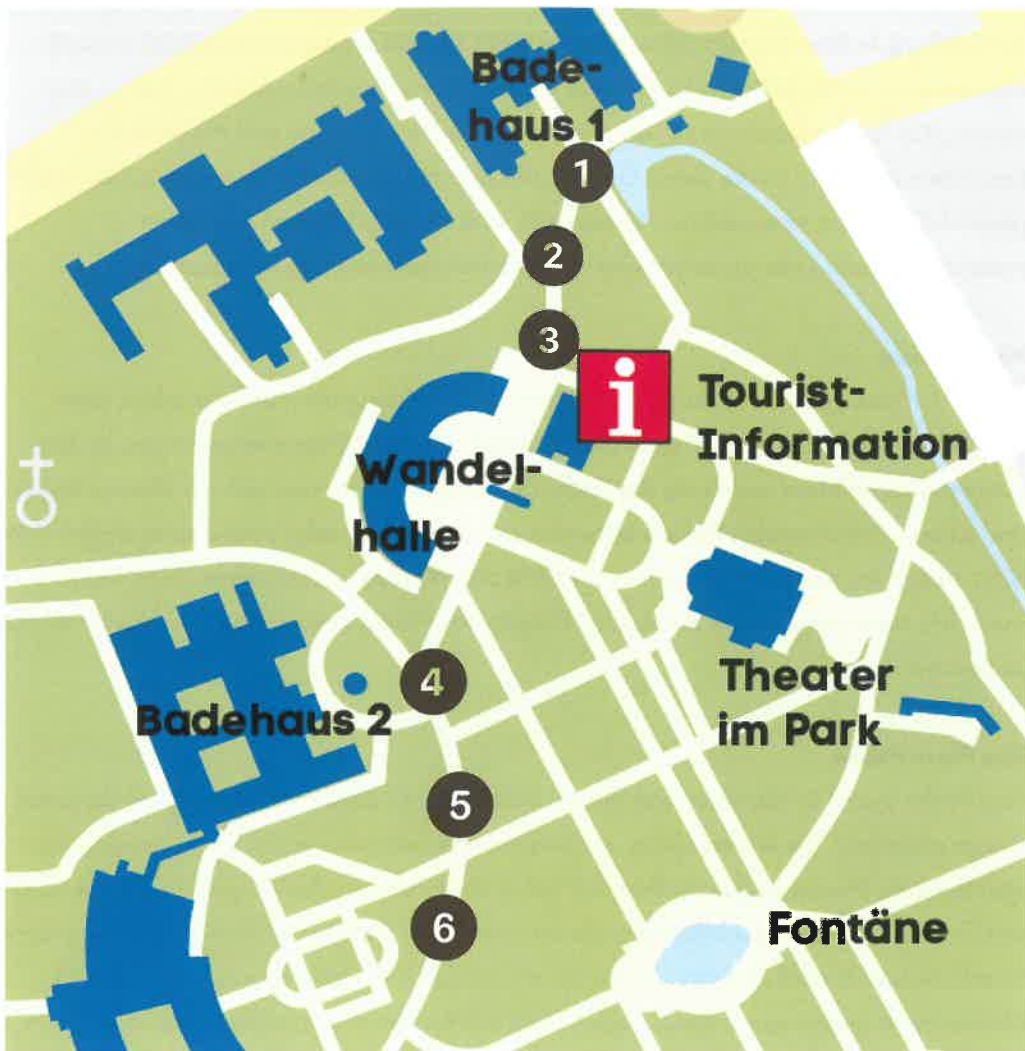 Bade-
haus 1
1
2
3
i
Tourist-
Information
Wandel-
halle
4
Theater
im Park
Badehaus 2
5
6
Fontäne